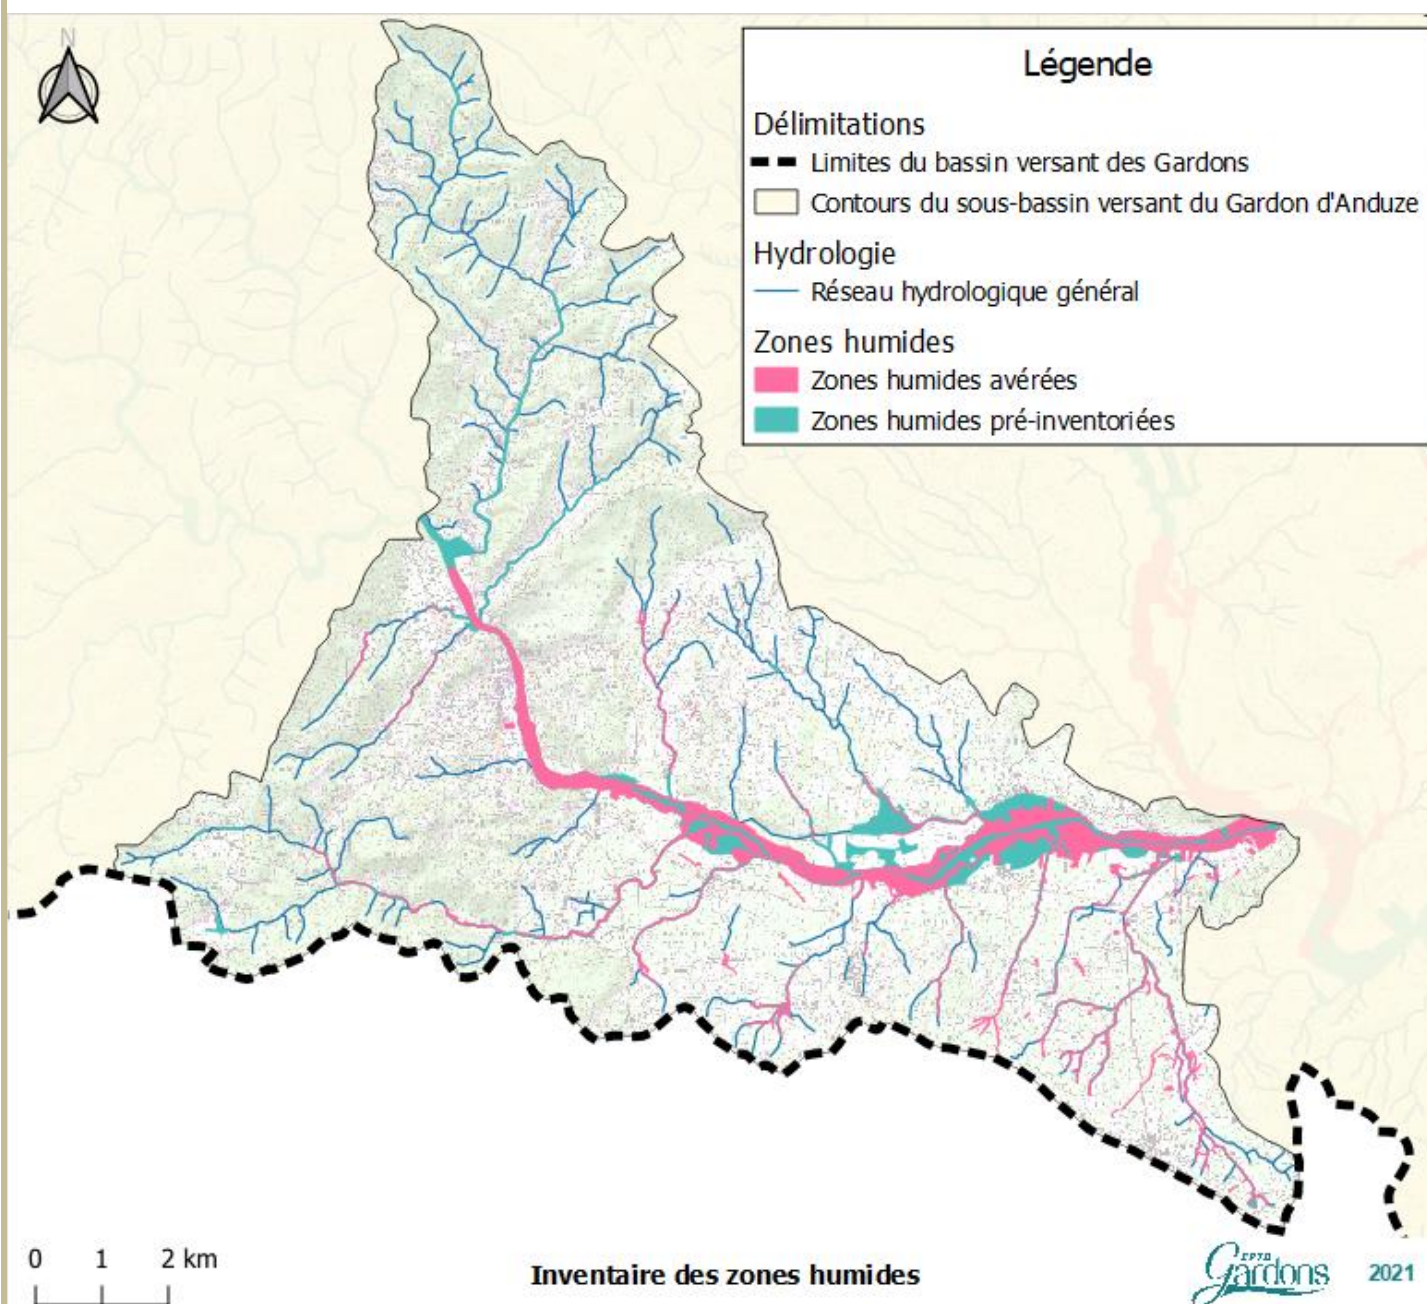 N
Légende
Délimitations
Limites du bassin versant des Gardons
Contours du sous-bassin versant du Gardon d'Anduze
Hydrologie
Réseau hydrologique général
Zones humides
Zones humides avérées
Zones humides pré-inventoriées
0 1 2 km
Inventaire des zones humides
EPTB
Gardons
2021